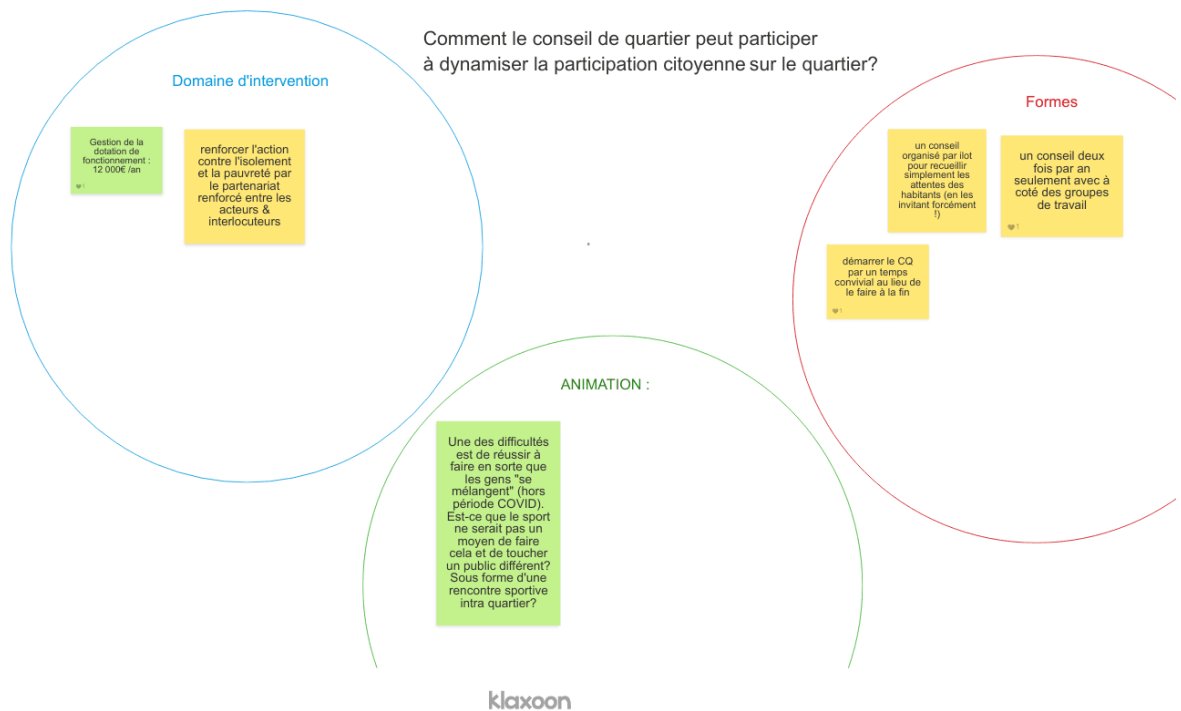 Comment le conseil de quartier peut participer
à dynamiser la participation citoyenne sur le quartier?
Domaine d'intervention
Gestion de la
dotation de
fonctionnement :
12 000€ /an
1
renforcer l'action
contre l'isolement
et la pauvreté par
le partenariat
renforcé entre les
acteurs &
interlocuteurs
Formes
un conseil
organisé par ilot
pour recueillir
simplement les
attentes des
habitants (en les
invitant forcément
!)
un conseil deux
fois par an
seulement avec à
coté des groupes
de travail
1
démarrer le CQ
par un temps
convivial au lieu de
le faire à la fin
1
ANIMATION :
Une des difficultés
est de réussir à
faire en sorte que
les gens "se
mélangent" (hors
période COVID).
Est-ce que le sport
ne serait pas un
moyen de faire
cela et de toucher
un public différent?
Sous forme d'une
rencontre sportive
intra quartier?
klaxoon